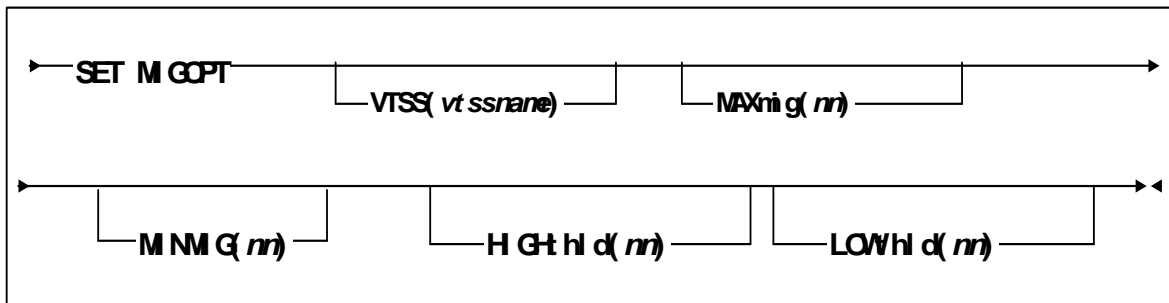 SET MIGOPT
VTSS(vtssname)
MAXmig(nn)
MINMIG(nn)
HIGHthld(nn)
LOWthld(nn)